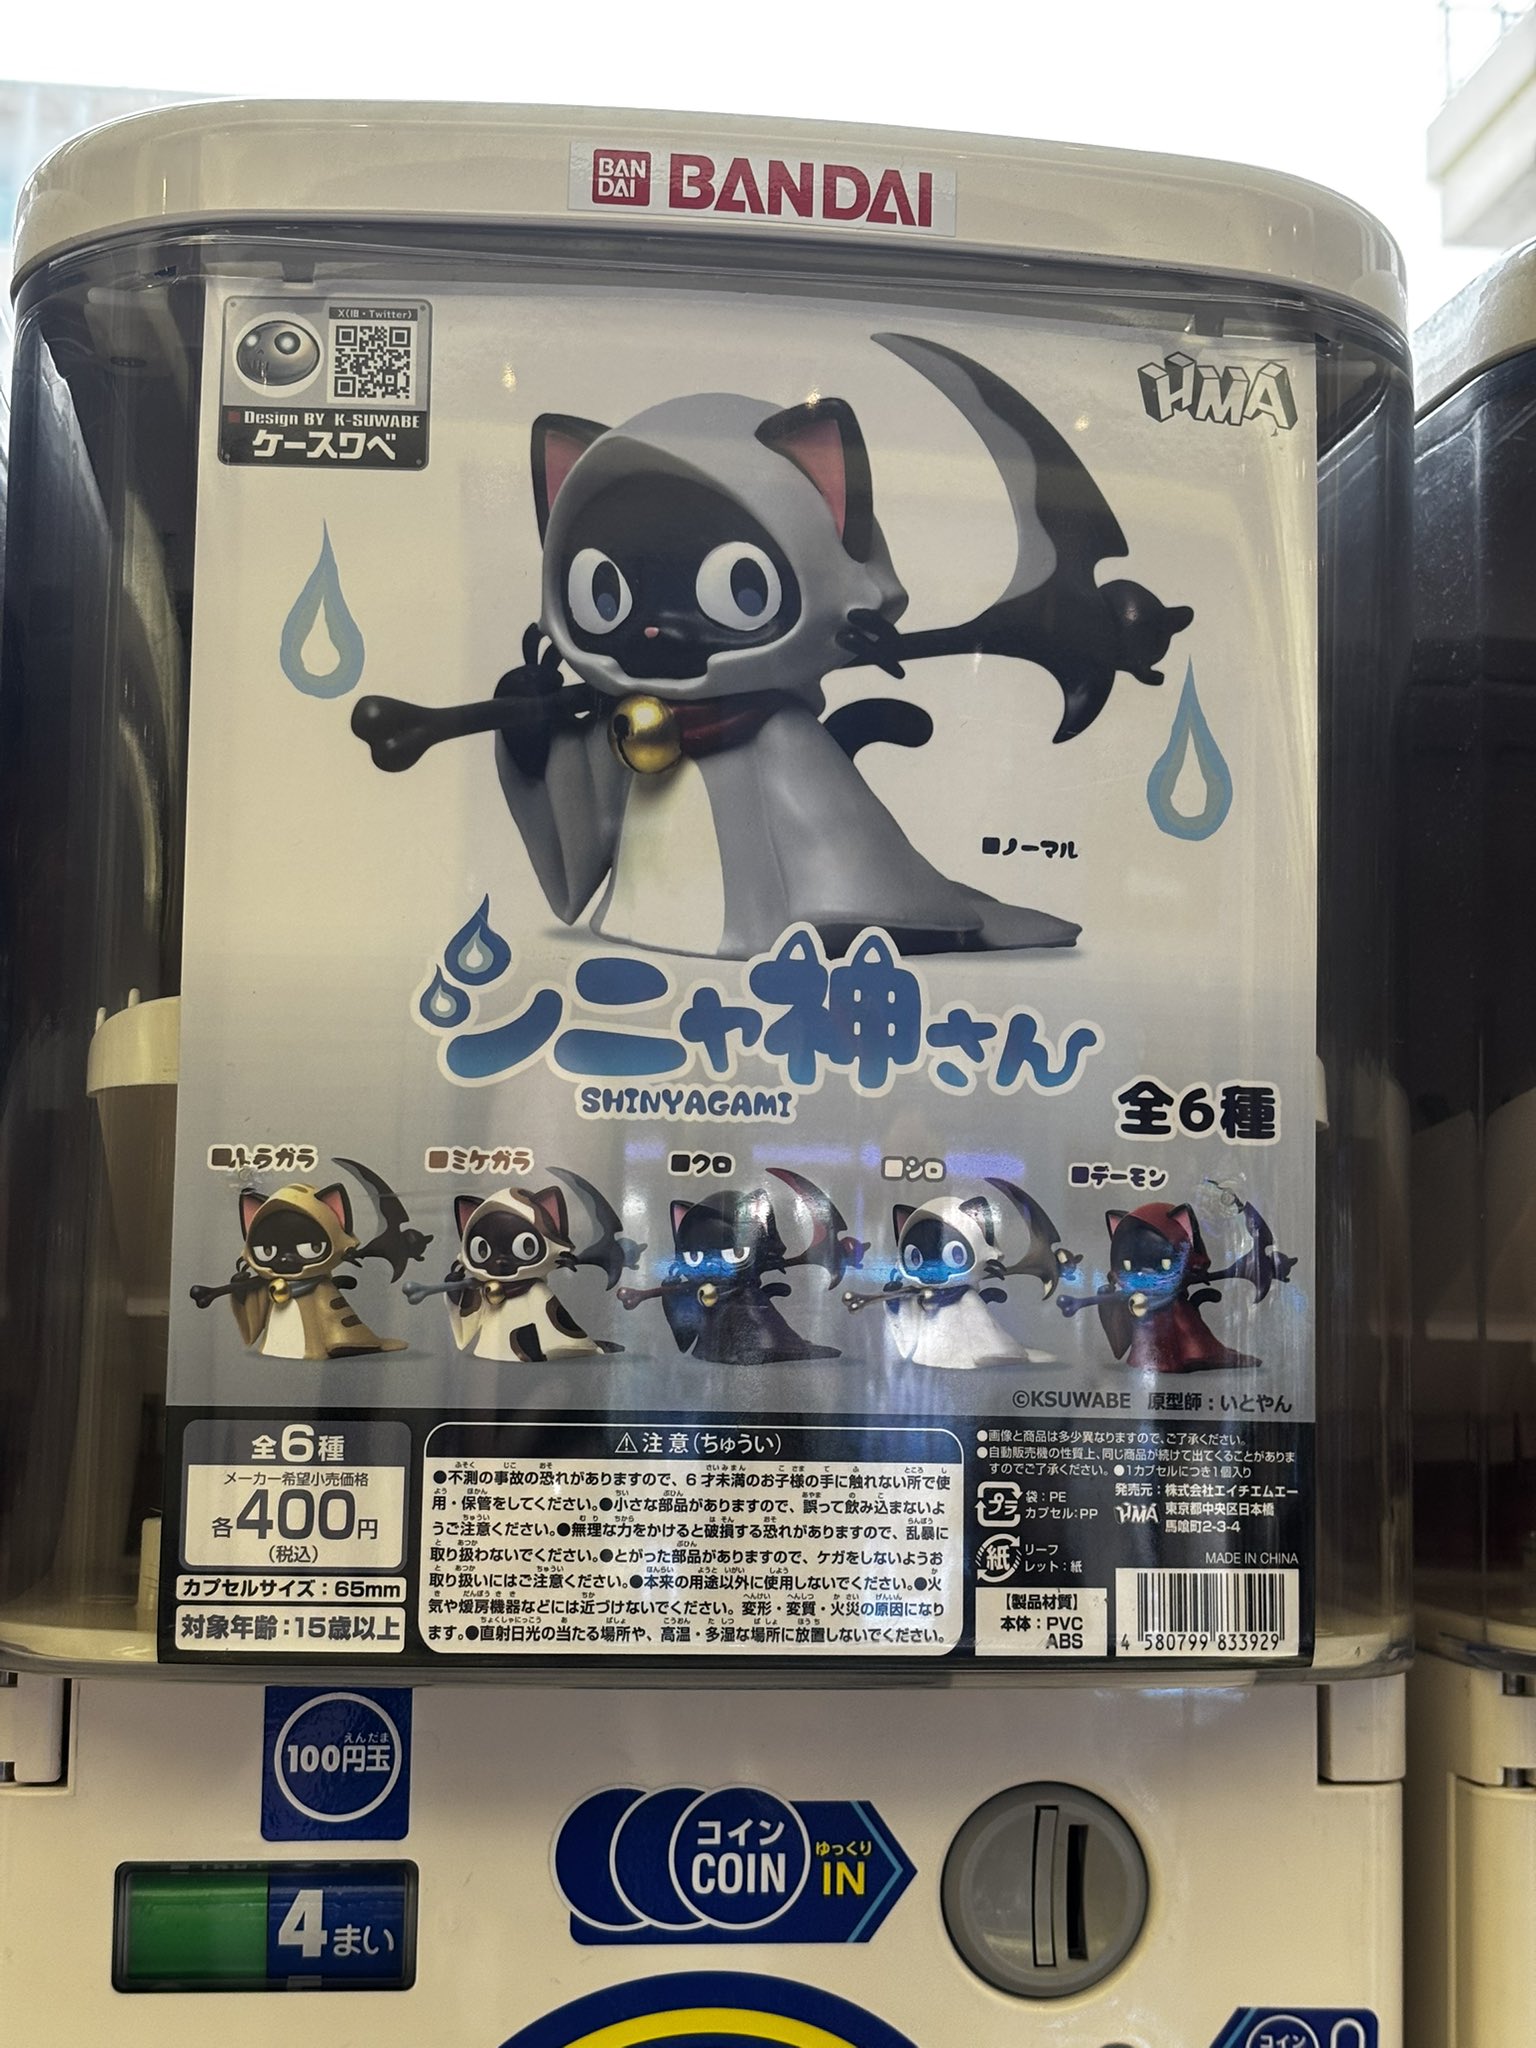 BAN
DAI
BANDAI
X(旧・Twitter)
Design BY K-SUWABE
ケースワベ
HMA
■ノーマル
シニャ神さん
SHINYAGAMI
全6種
■トラガラ
■ミケガラ
■クロ
■シロ
■デーモン
©KSUWABE 原型師:いとやん
全6種
メーカー希望小売価格
各400円
(税込)
カプセルサイズ:65mm
対象年齢:15歳以上
⚠注意(ちゅうい)
●不測の事故の恐れがありますので、6才未満のお子様の手に触れない所で使
用・保管をしてください。●小さな部品がありますので、誤って飲み込まないよ
うご注意ください。●無理な力をかけると破損する恐れがありますので、乱暴に
取り扱わないでください。●とがった部品がありますので、ケガをしないようお
取り扱いにはご注意ください。●本来の用途以外に使用しないでください。●火
気や暖房機器などには近づけないでください。変形・変質・火災の原因になり
ます。●直射日光の当たる場所や、高温・多湿な場所に放置しないでください。
●画像と商品は多少異なりますので、ご了承ください。
●自動販売機の性質上、同じ商品が続けて出てくることがありま
すのでご了承ください。●1カプセルにつき1個入り
プラ
袋:PE
カプセル:PP
発売元:株式会社エイチエムエー
HMA
東京都中央区日本橋
馬喰町2-3-4
紙
リーフ
レット:紙
MADE IN CHINA
【製品材質】
本体:PVC
ABS
4 580799 833929
えんだま
100円玉
4まい
コイン
COIN
ゆっくり
IN
コイン